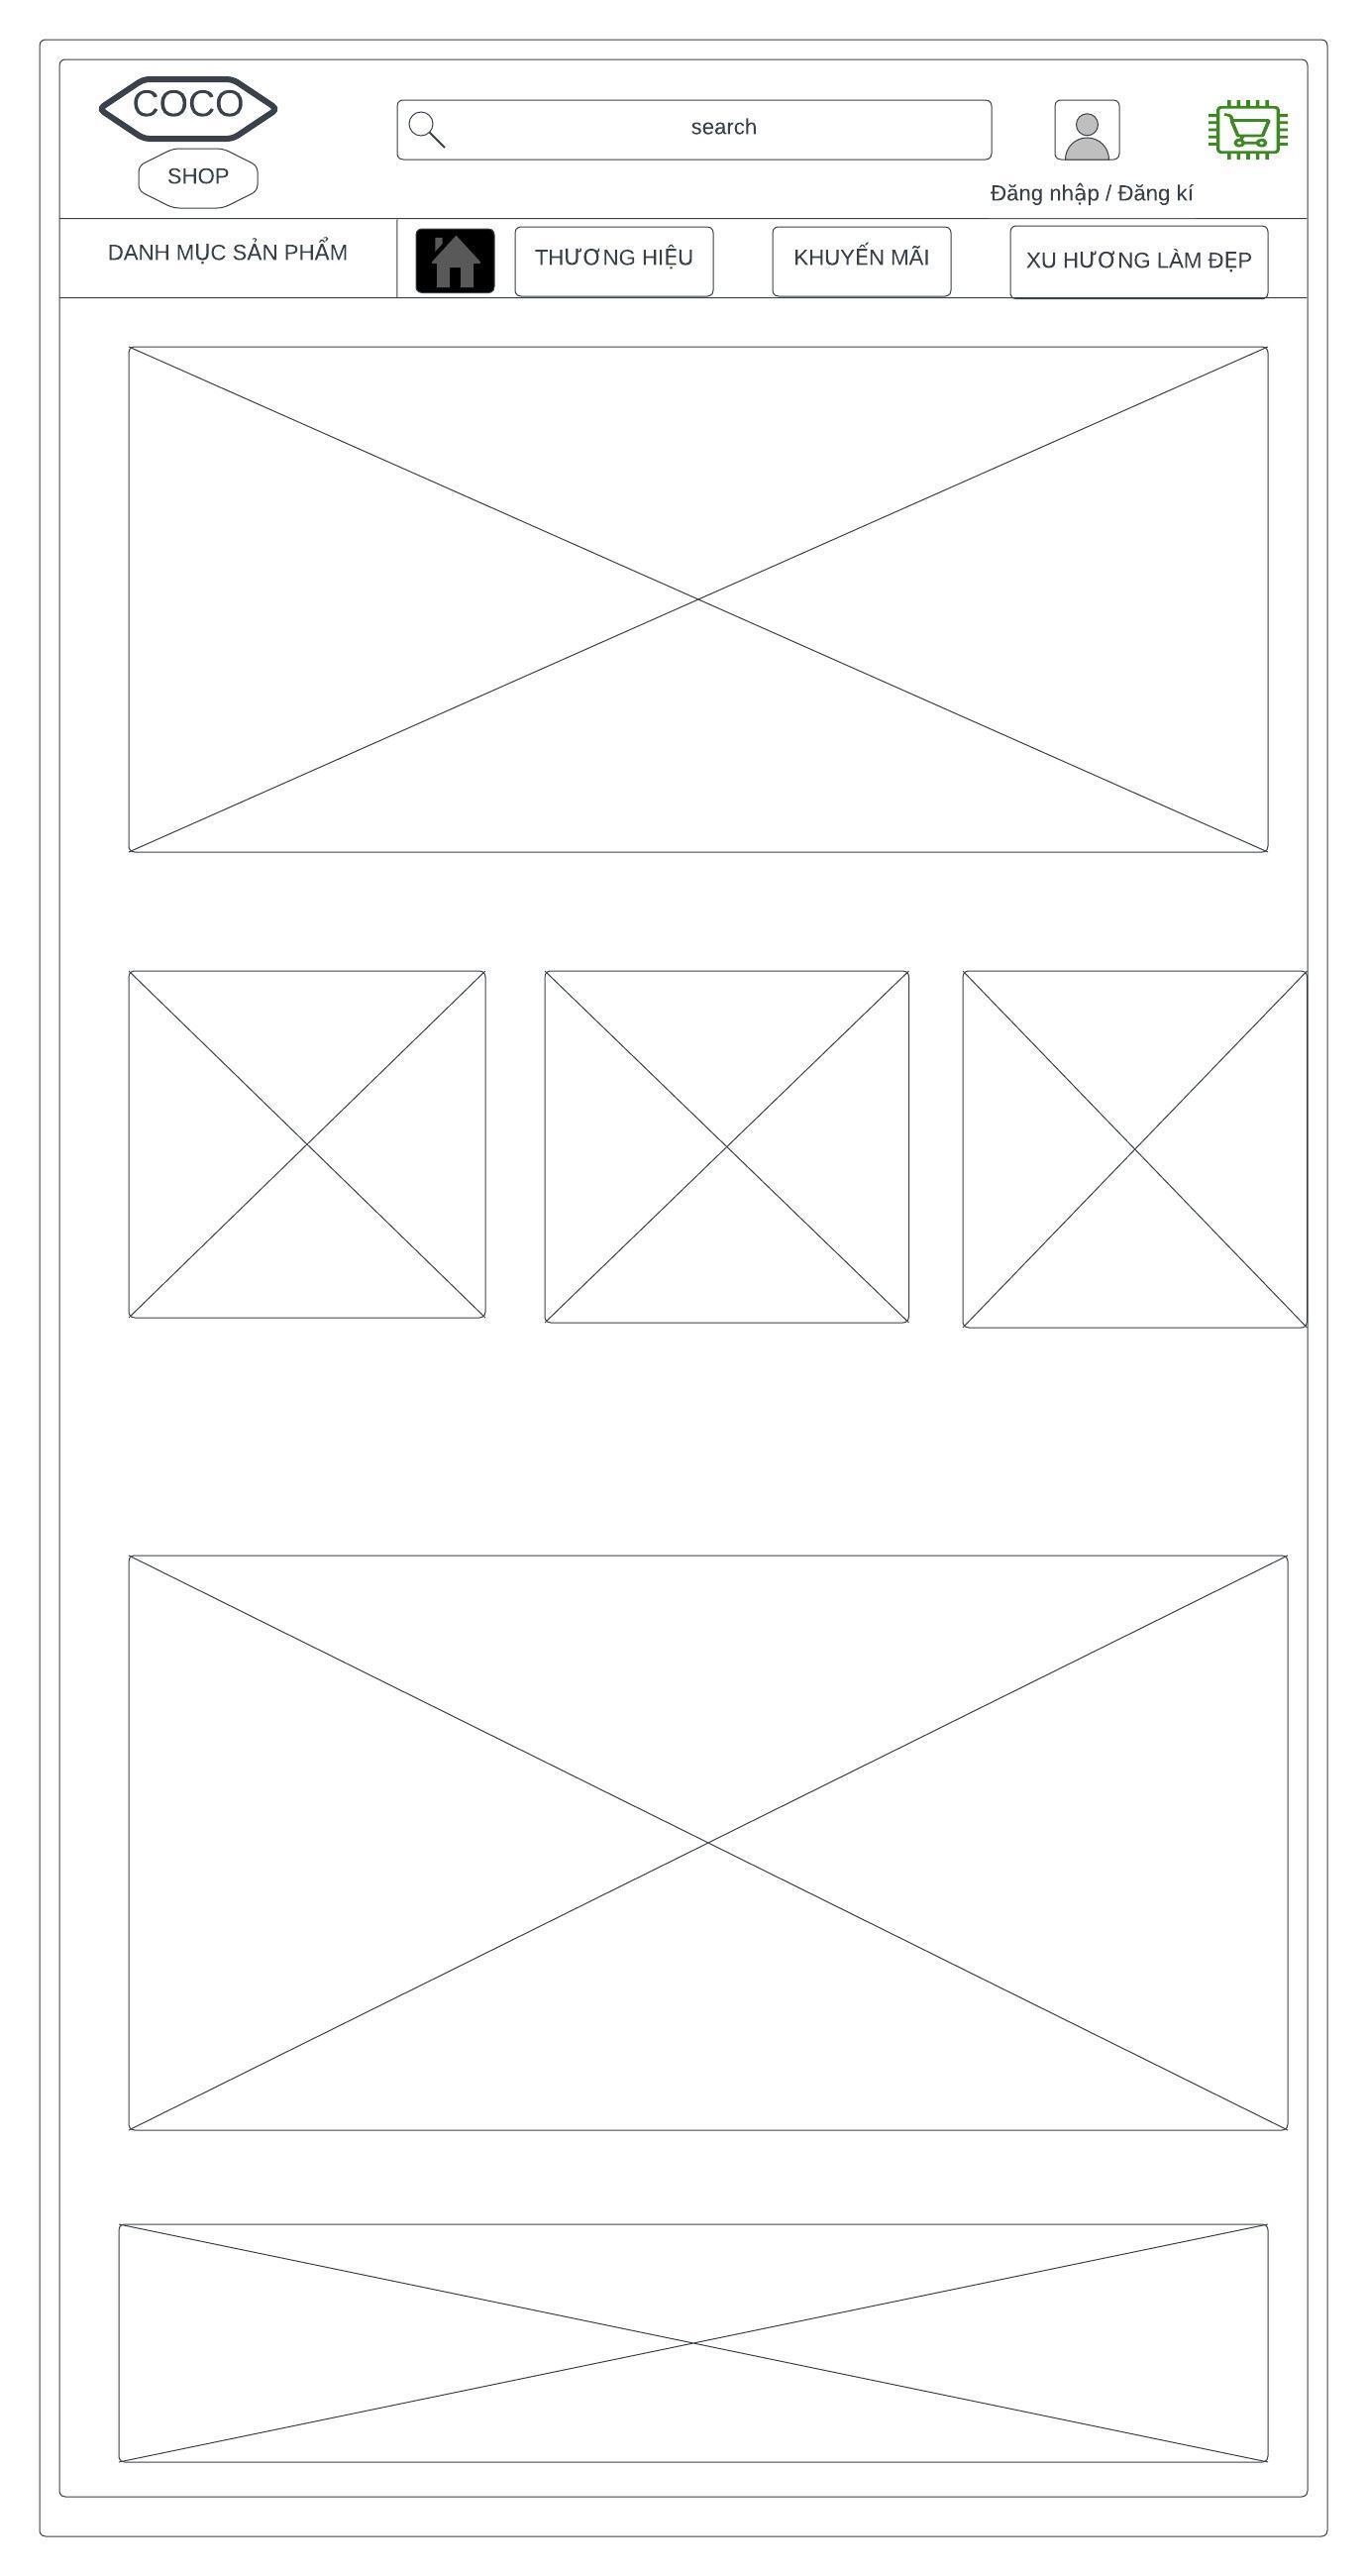 COCO
SHOP
search
Đăng nhập / Đăng kí
DANH MỤC SẢN PHẨM
THƯƠNG HIỆU
KHUYẾN MÃI
XU HƯƠNG LÀM ĐẸP